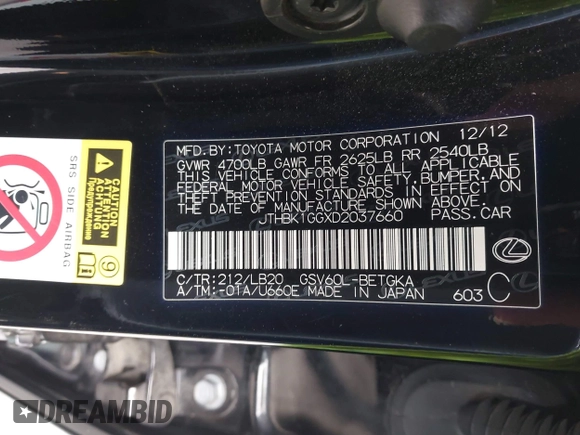 MFD. BY: TOYOTA MOTOR CORPORATION 12/12
GVWR 4700LB GAWR FR 2625LB RR 2540LB
THIS VEHICLE CONFORMS TO ALL APPLICABLE
FEDERAL MOTOR VEHICLE SAFETY, BUMPER, AND
THEFT PREVENTION STANDARDS IN EFFECT ON
THE DATE OF MANUFACTURE SHOWN ABOVE.
JTHBK1GGXD2037660 PASS.CAR
C/TR:212/LB20 GSV60L-BETGKA
A/TM:-01A/U660E MADE IN JAPAN 603 C
SRS SIDE AIRBAG
Предупреждение
9
DREAMBID